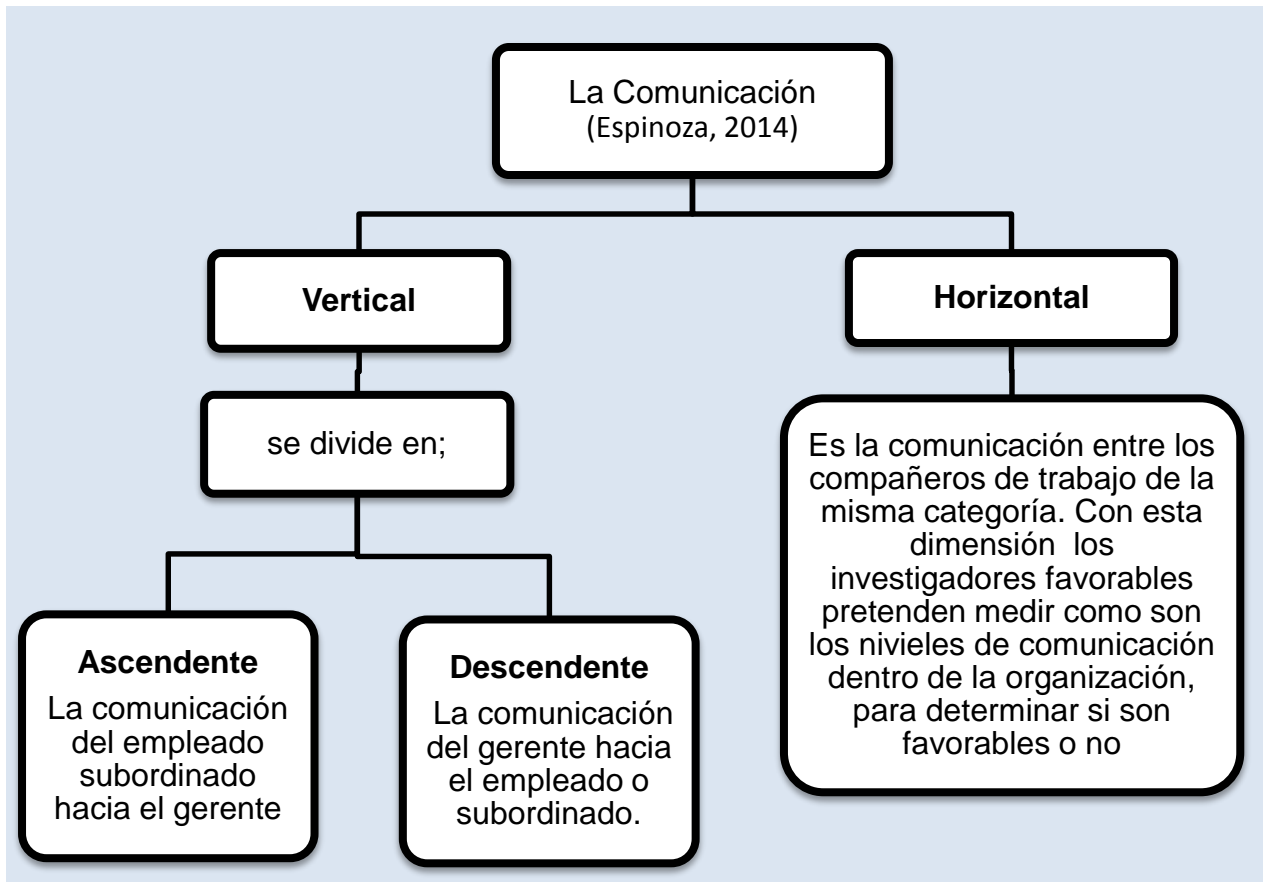 La Comunicación
(Espinoza, 2014)
Vertical
Horizontal
se divide en;
Es la comunicación entre los
compañeros de trabajo de la
misma categoría. Con esta
dimensión los
investigadores favorables
pretenden medir como son
los nivieles de comunicación
dentro de la organización,
para determinar si son
favorables o no
Ascendente
La comunicación
del empleado
subordinado
hacia el gerente
Descendente
La comunicación
del gerente hacia
el empleado o
subordinado.